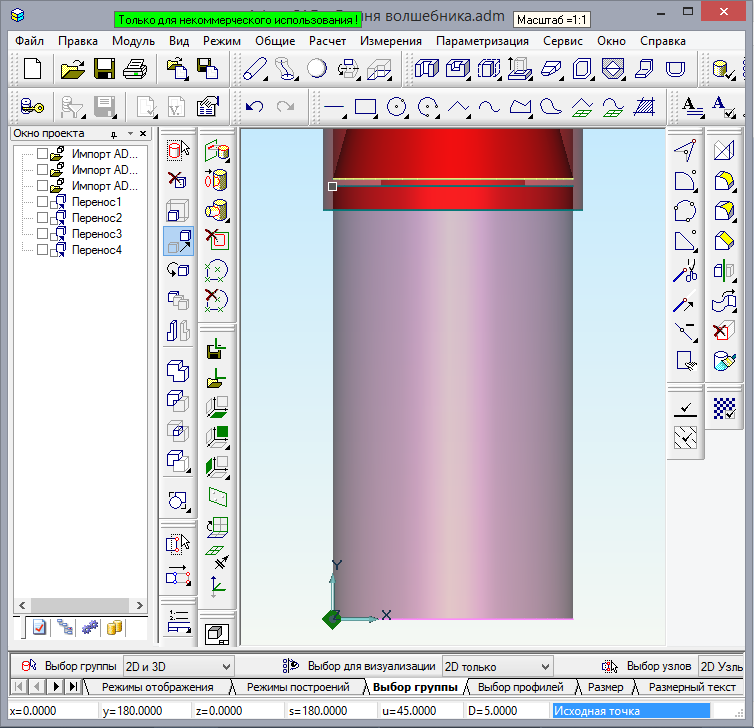 Только для некоммерческого использования !
ня волшебника.adm
Масштаб =1:1
Файл Правка Модуль Вид Режим Общие Расчет Измерения Параметризация Сервис Окно Справка
Окно проекта
Импорт AD...
Импорт AD...
Импорт AD...
Перенос1
Перенос2
Перенос3
Перенос4
Y
Z X
Выбор группы 2D и 3D Выбор для визуализации 2D только Выбор узлов 2D Узлы
Режимы отображения Режимы построений Выбор группы Выбор профилей Размер Размерный текст
x=0.0000 y=180.0000 z=0.0000 s=180.0000 u=45.0000 D=5.0000 Исходная точка